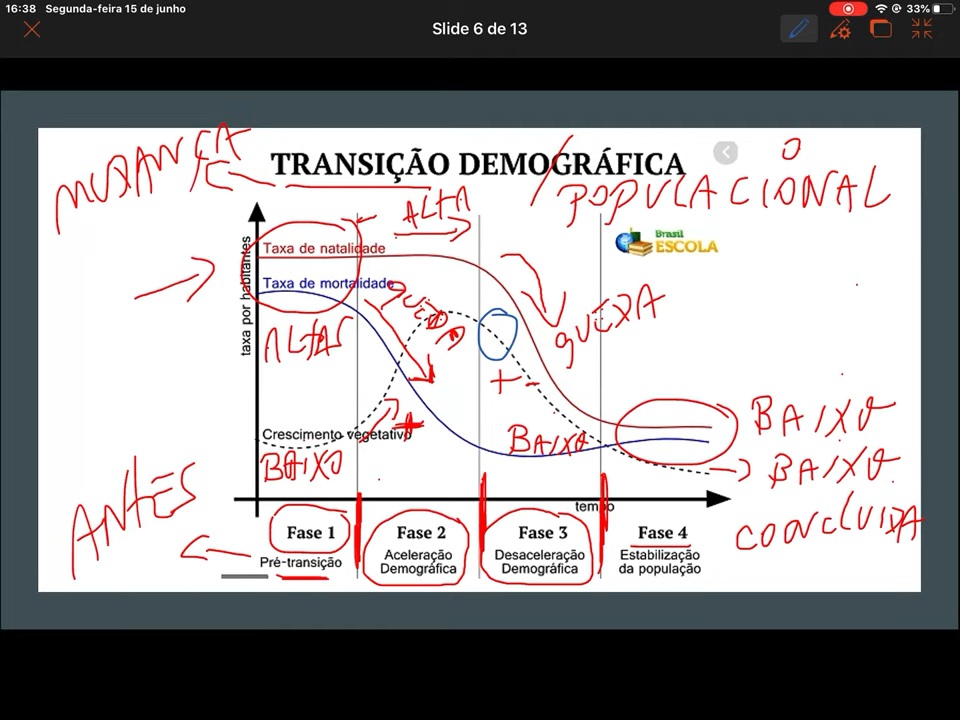 16:38 Segunda-feira 15 de junho
33%
Slide 6 de 13
MUDANÇA
TRANSIÇÃO DEMOGRÁFICA
POPULACIONAL
ALTA
Brasil
ESCOLA
taxa por habitantes
Taxa de natalidade
Taxa de mortalidade
QUEDA
QUEDA
ALTAS
+
+-
Crescimento vegetativo
BAIXO
BAIXO
BAIXO
BAIXO
CONCLUIDA
ANTES
tempo
Fase 1
Pré-transição
Fase 2
Aceleração
Demográfica
Fase 3
Desaceleração
Demográfica
Fase 4
Estabilização
da população